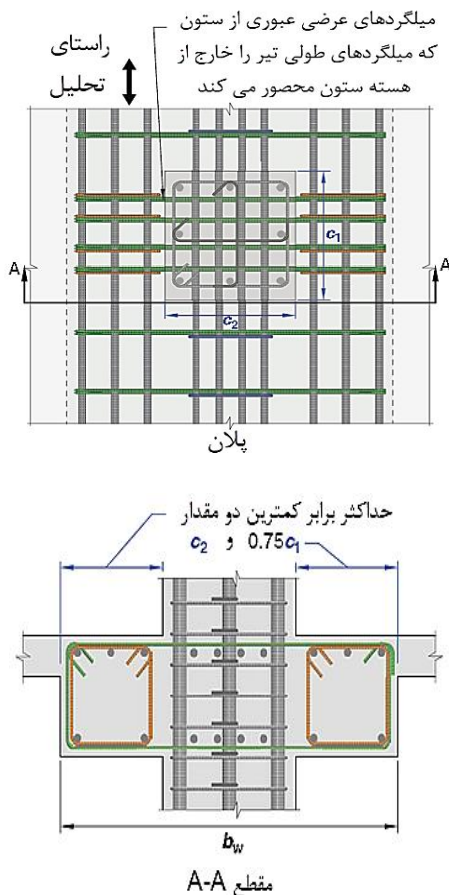 میلگردهای عرضی عبوری از ستون
که میلگردهای طولی تیر را خارج از
هسته ستون محصور می کند
راستای
تحلیل
c1
A
A
c2
پلان
حداکثر برابر کمترین دو مقدار
0.75c1 و c2
bw
مقطع A-A